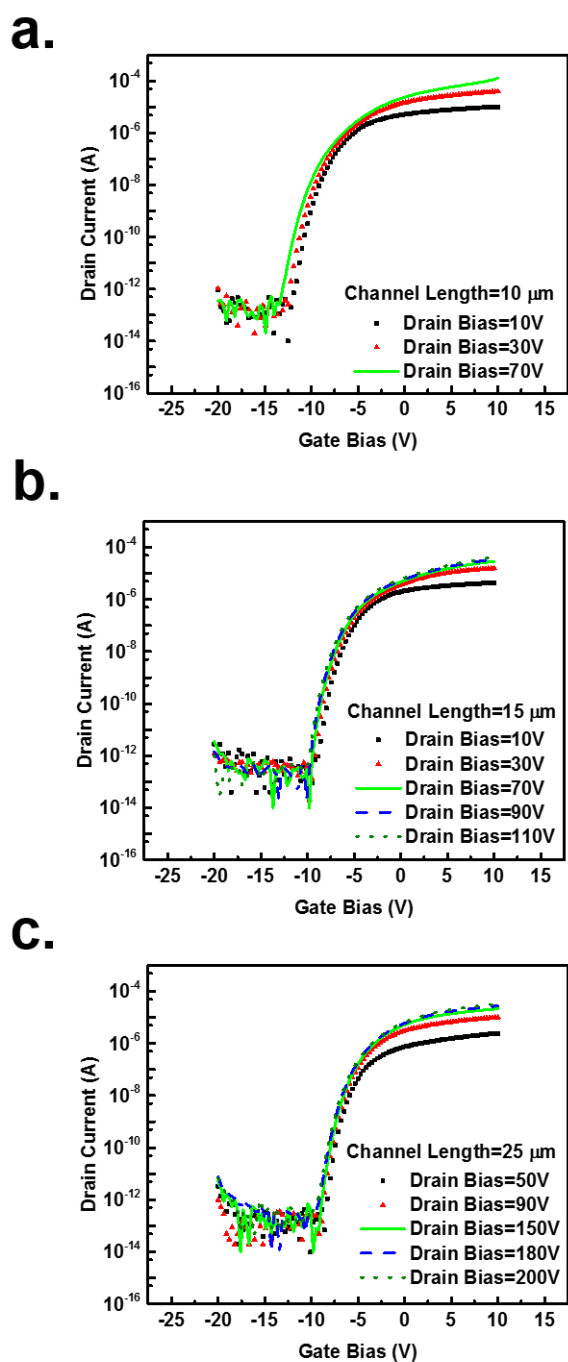 a.
Drain Current (A)
10⁻⁴
10⁻⁶
10⁻⁸
10⁻¹⁰
10⁻¹²
10⁻¹⁴
10⁻¹⁶
Channel Length=10 μm
Drain Bias=10V
Drain Bias=30V
Drain Bias=70V
-25 -20 -15 -10 -5 0 5 10 15
Gate Bias (V)
b.
Drain Current (A)
10⁻⁴
10⁻⁶
10⁻⁸
10⁻¹⁰
10⁻¹²
10⁻¹⁴
10⁻¹⁶
Channel Length=15 μm
Drain Bias=10V
Drain Bias=30V
Drain Bias=70V
Drain Bias=90V
Drain Bias=110V
-25 -20 -15 -10 -5 0 5 10 15
Gate Bias (V)
c.
Drain Current (A)
10⁻⁴
10⁻⁶
10⁻⁸
10⁻¹⁰
10⁻¹²
10⁻¹⁴
10⁻¹⁶
Channel Length=25 μm
Drain Bias=50V
Drain Bias=90V
Drain Bias=150V
Drain Bias=180V
Drain Bias=200V
-25 -20 -15 -10 -5 0 5 10 15
Gate Bias (V)